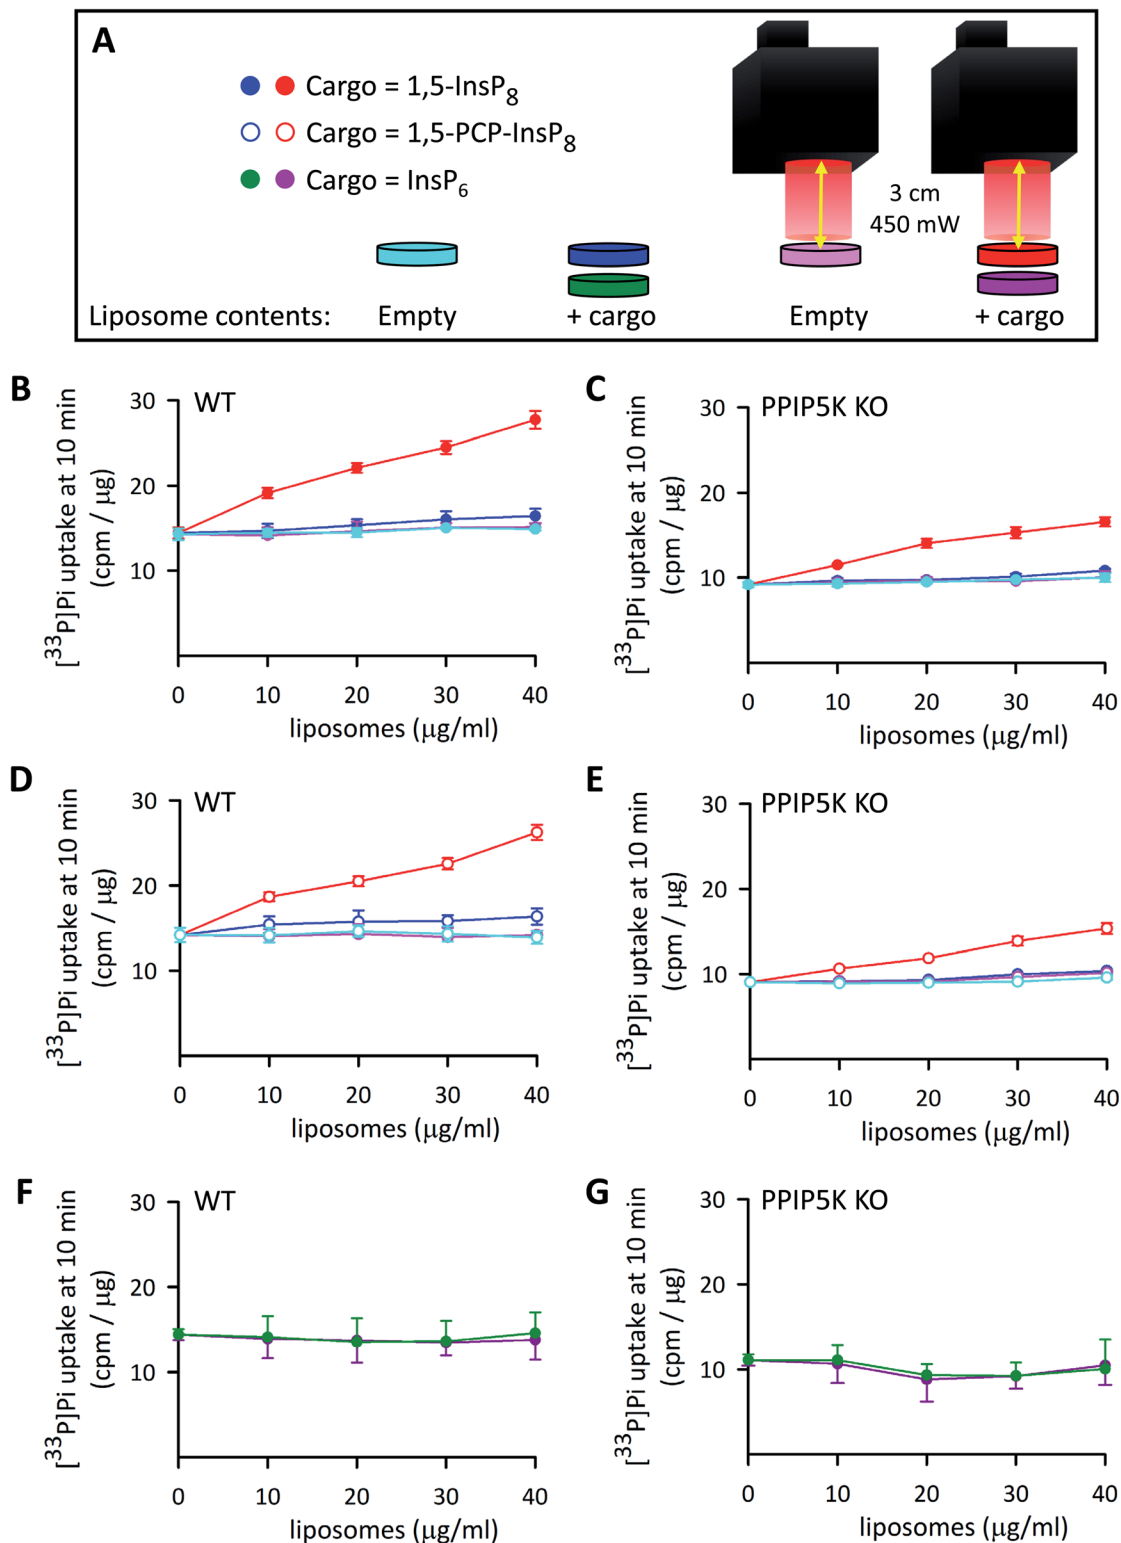 A
Cargo = 1,5-InsP8
Cargo = 1,5-PCP-InsP8
Cargo = InsP6
3 cm
450 mW
Liposome contents: Empty + cargo Empty + cargo
B
WT
[33P]Pi uptake at 10 min
(cpm / μg)
30
20
10
0 10 20 30 40
liposomes (μg/ml)
C
PPIP5K KO
[33P]Pi uptake at 10 min
(cpm / μg)
30
20
10
0 10 20 30 40
liposomes (μg/ml)
D
WT
[33P]Pi uptake at 10 min
(cpm / μg)
30
20
10
0 10 20 30 40
liposomes (μg/ml)
E
PPIP5K KO
[33P]Pi uptake at 10 min
(cpm / μg)
30
20
10
0 10 20 30 40
liposomes (μg/ml)
F
WT
[33P]Pi uptake at 10 min
(cpm / μg)
30
20
10
0 10 20 30 40
liposomes (μg/ml)
G
PPIP5K KO
[33P]Pi uptake at 10 min
(cpm / μg)
30
20
10
0 10 20 30 40
liposomes (μg/ml)